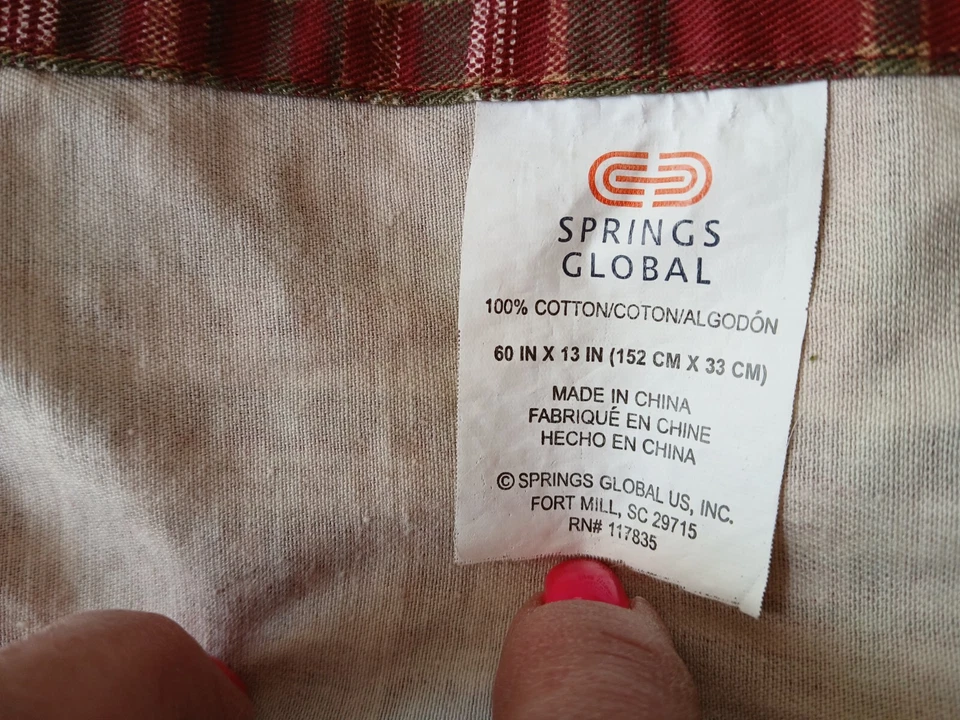 SPRINGS
GLOBAL
100% COTTON/COTON/ALGODÓN
60 IN X 13 IN (152 CM X 33 CM)
MADE IN CHINA
FABRIQUÉ EN CHINE
HECHO EN CHINA
© SPRINGS GLOBAL US, INC.
FORT MILL, SC 29715
RN# 117835